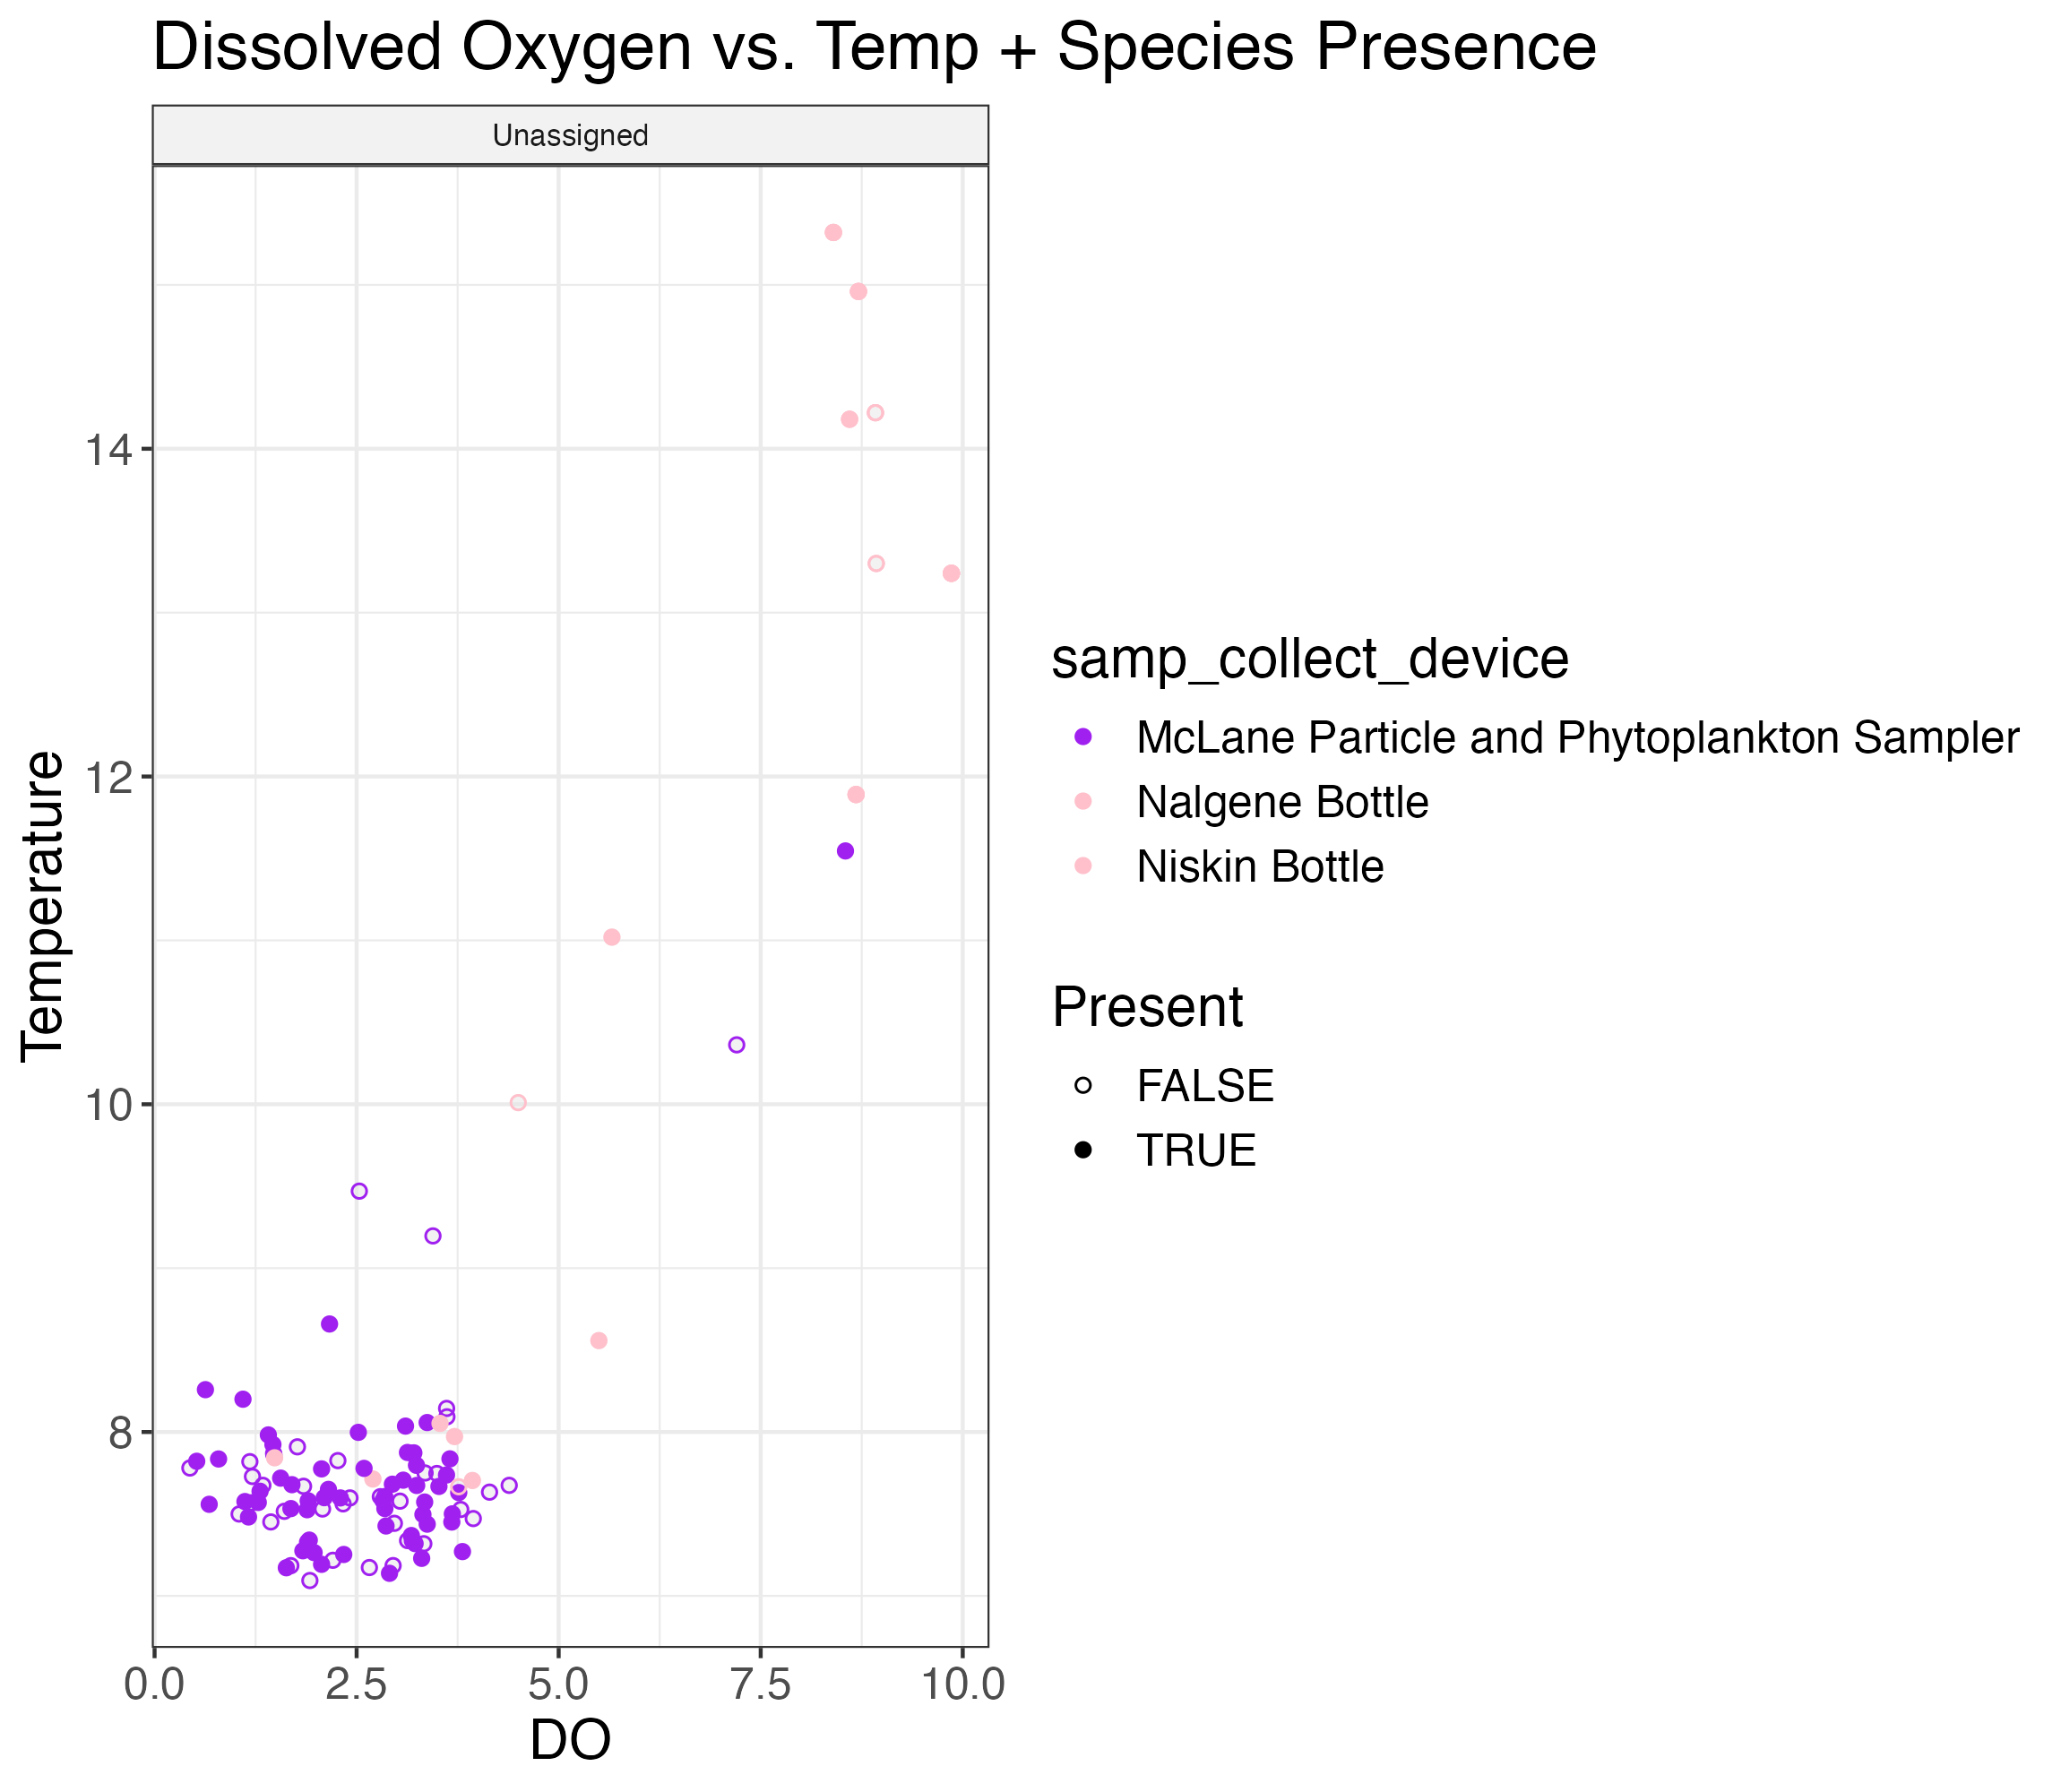 Dissolved Oxygen vs. Temp + Species Presence
Unassigned
14
12
10
8
Temperature
0.0 2.5 5.0 7.5 10.0
DO
samp_collect_device
McLane Particle and Phytoplankton Sampler
Nalgene Bottle
Niskin Bottle
Present
FALSE
TRUE